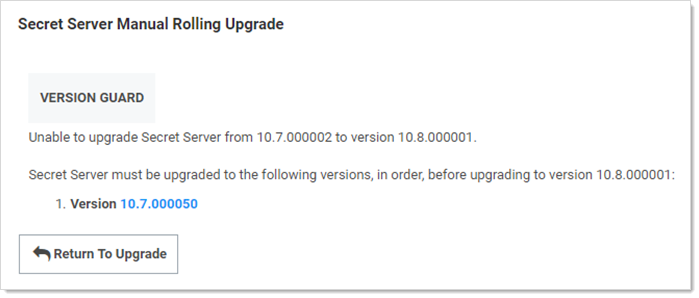 Secret Server Manual Rolling Upgrade
VERSION GUARD
Unable to upgrade Secret Server from 10.7.000002 to version 10.8.000001.
Secret Server must be upgraded to the following versions, in order, before upgrading to version 10.8.000001:
1. Version 10.7.000050
Return To Upgrade